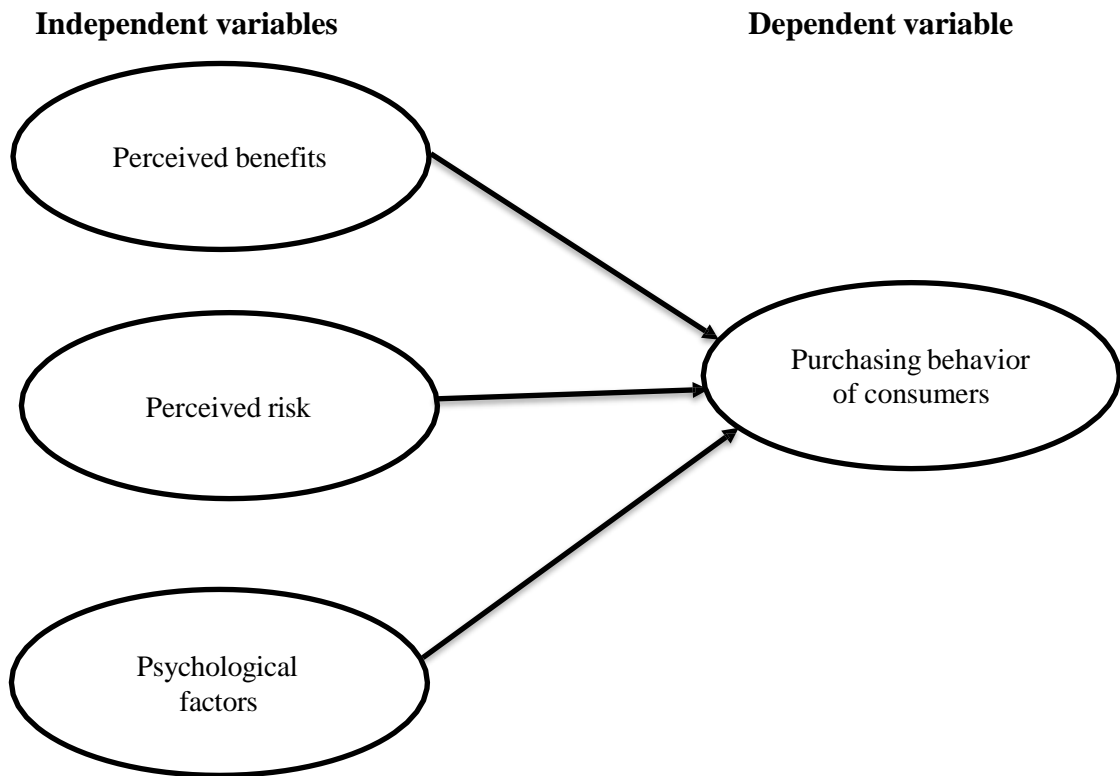 Independent variables
Dependent variable
Perceived benefits
Perceived risk
Purchasing behavior
of consumers
Psychological
factors